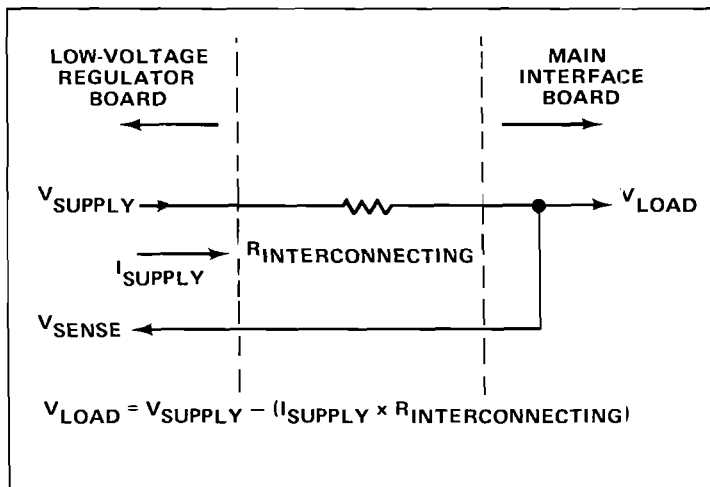 LOW-VOLTAGE
REGULATOR
BOARD
MAIN
INTERFACE
BOARD
VSUPPLY
VLOAD
ISUPPLY
RINTERCONNECTING
VSENSE
VLOAD = VSUPPLY – (ISUPPLY x RINTERCONNECTING)